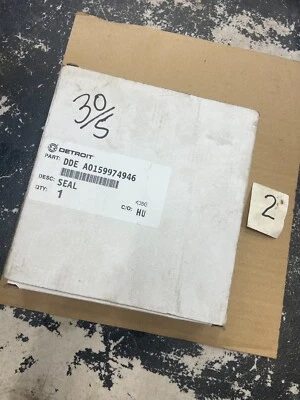 30/5
DETROIT
PART: DDE A0159974946
DESC: SEAL
QTY: 1
C/O: HU
2